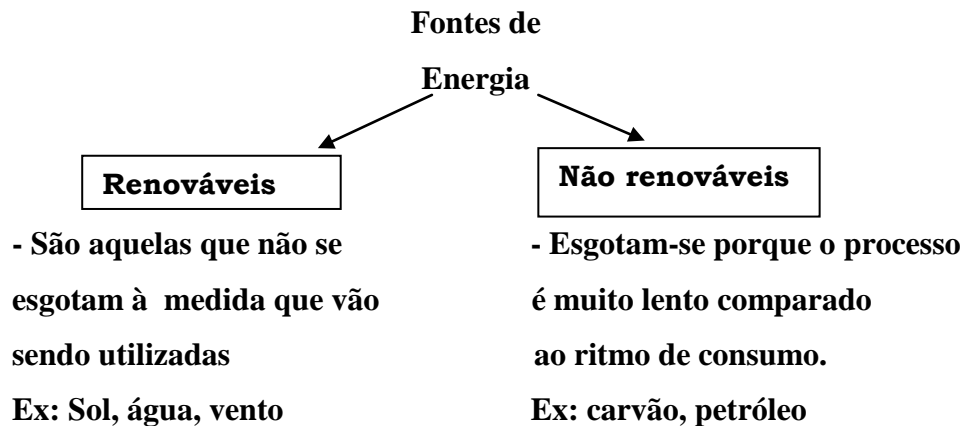 Fontes de
Energia
Renováveis
- São aquelas que não se
esgotam à medida que vão
sendo utilizadas
Ex: Sol, água, vento
Não renováveis
- Esgotam-se porque o processo
é muito lento comparado
ao ritmo de consumo.
Ex: carvão, petróleo